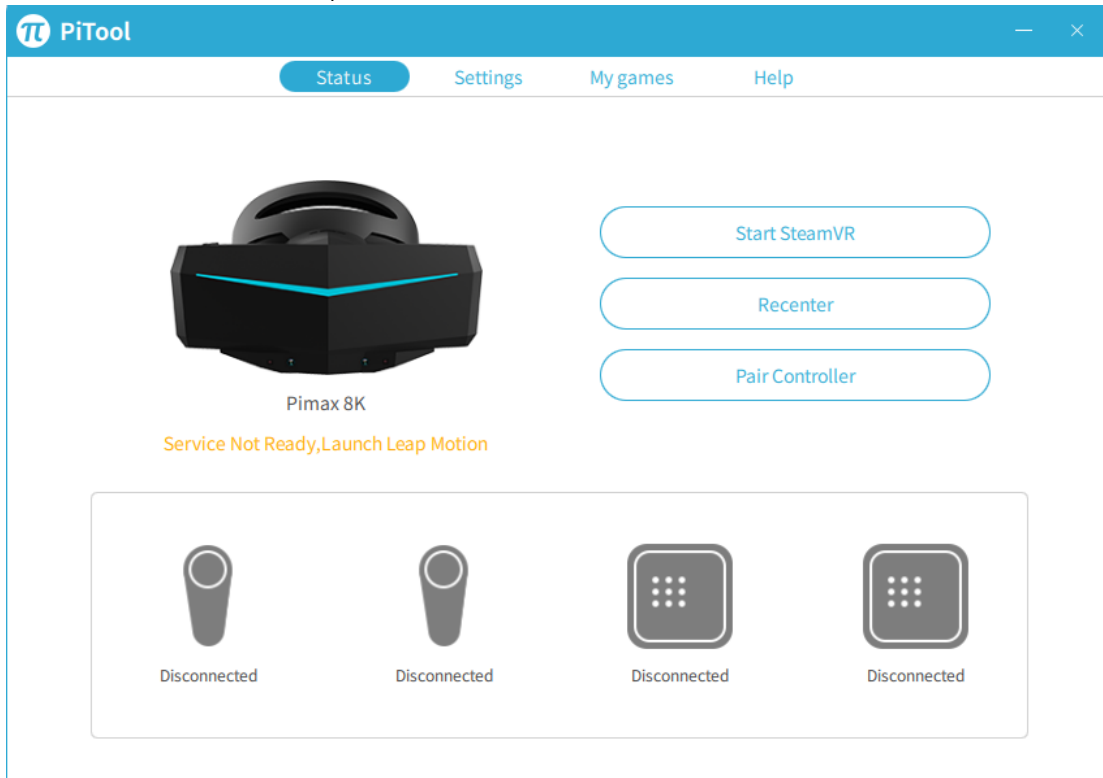 π PiTool
Status Settings My games Help
Start SteamVR
Recenter
Pair Controller
Pimax 8K
Service Not Ready,Launch Leap Motion
Disconnected Disconnected Disconnected Disconnected